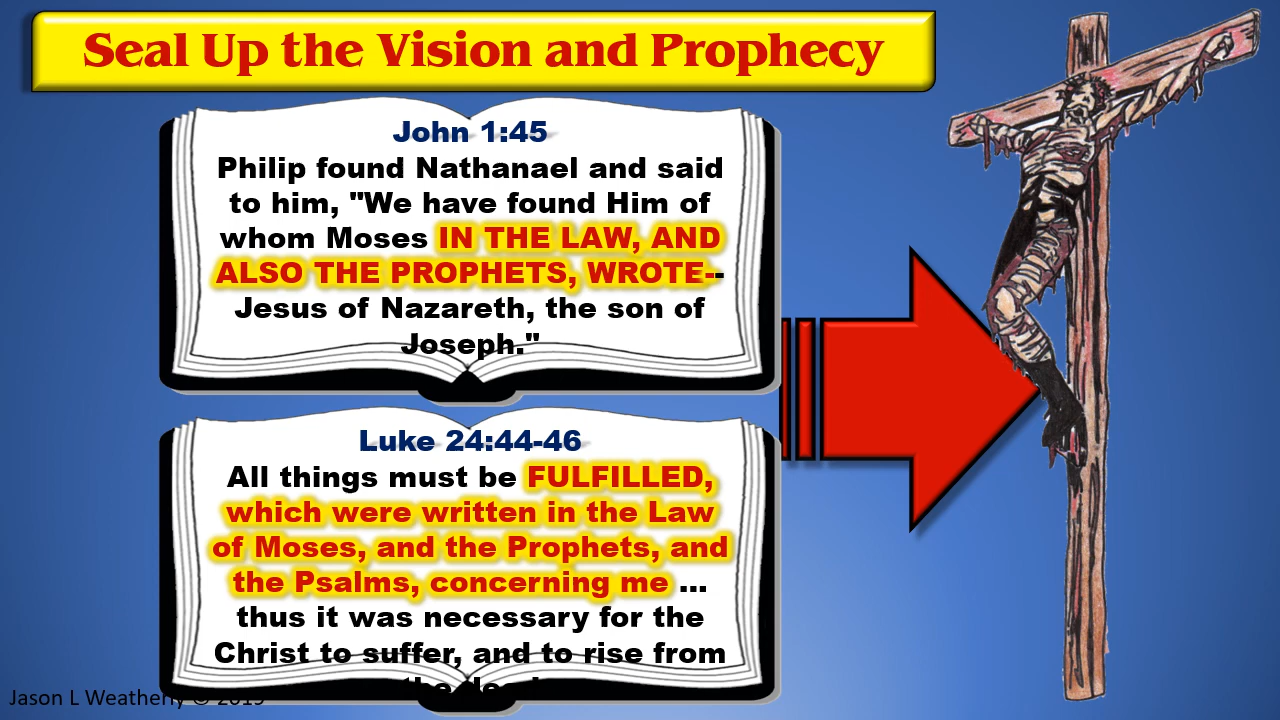 Seal Up the Vision and Prophecy
John 1:45
Philip found Nathanael and said
to him, "We have found Him of
whom Moses IN THE LAW, AND
ALSO THE PROPHETS, WROTE--
Jesus of Nazareth, the son of
Joseph."
Luke 24:44-46
All things must be FULFILLED,
which were written in the Law
of Moses, and the Prophets, and
the Psalms, concerning me ...
thus it was necessary for the
Christ to suffer, and to rise from
the
Jason L Weatherly ©